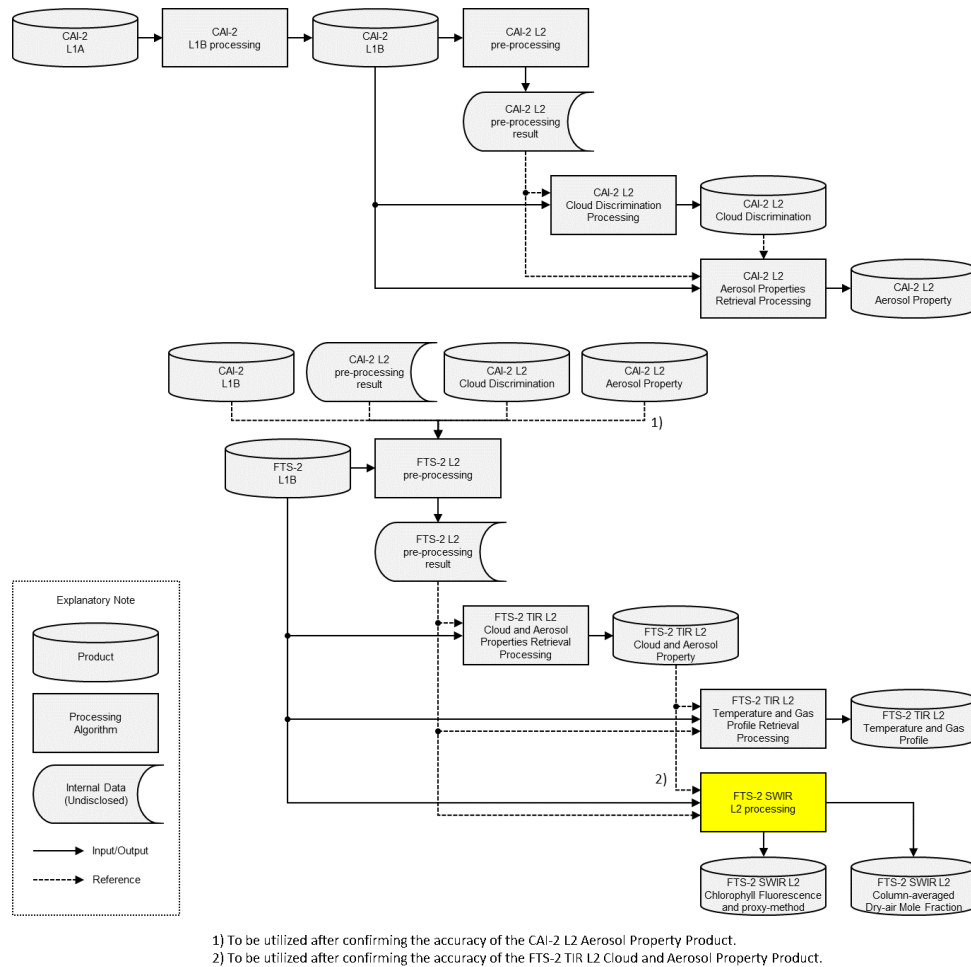 CAI-2
L1A
CAI-2
L1B processing
CAI-2
L1B
CAI-2 L2
pre-processing
CAI-2 L2
pre-processing
result
CAI-2 L2
Cloud Discrimination
Processing
CAI-2 L2
Cloud Discrimination
CAI-2 L2
Aerosol Properties
Retrieval Processing
CAI-2 L2
Aerosol Property
CAI-2
L1B
CAI-2 L2
pre-processing
result
CAI-2 L2
Cloud Discrimination
CAI-2 L2
Aerosol Property
1)
FTS-2
L1B
FTS-2 L2
pre-processing
FTS-2 L2
pre-processing
result
FTS-2 TIR L2
Cloud and Aerosol
Properties Retrieval
Processing
FTS-2 TIR L2
Cloud and Aerosol
Property
FTS-2 TIR L2
Temperature and Gas
Profile Retrieval
Processing
FTS-2 TIR L2
Temperature and Gas
Profile
2)
FTS-2 SWIR
L2 processing
FTS-2 SWIR L2
Chlorophyll Fluorescence
and proxy-method
FTS-2 SWIR L2
Column-averaged
Dry-air Mole Fraction
Explanatory Note
Product
Processing
Algorithm
Internal Data
(Undisclosed)
Input/Output
Reference
1) To be utilized after confirming the accuracy of the CAI-2 L2 Aerosol Property Product.
2) To be utilized after confirming the accuracy of the FTS-2 TIR L2 Cloud and Aerosol Property Product.